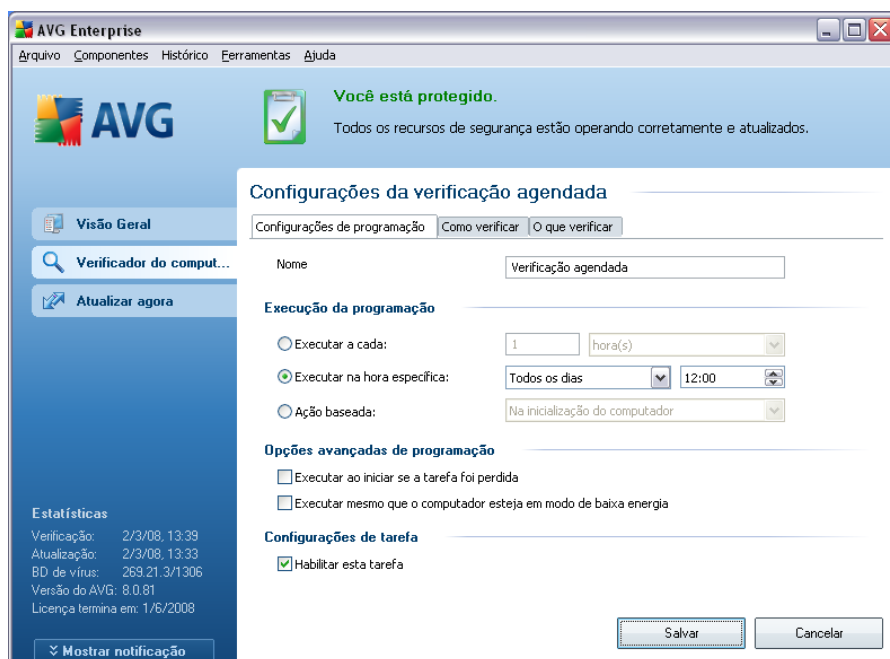 AVG Enterprise
Arquivo Componentes Histórico Ferramentas Ajuda
AVG
Você está protegido.
Todos os recursos de segurança estão operando corretamente e atualizados.
Visão Geral
Verificador do comput...
Atualizar agora
Configurações da verificação agendada
Configurações de programação Como verificar O que verificar
Nome Verificação agendada
Execução da programação
Executar a cada: 1 hora(s)
Executar na hora específica: Todos os dias 12:00
Ação baseada: Na inicialização do computador
Opções avançadas de programação
Executar ao iniciar se a tarefa foi perdida
Executar mesmo que o computador esteja em modo de baixa energia
Configurações de tarefa
Habilitar esta tarefa
Estatísticas
Verificação: 2/3/08, 13:39
Atualização: 2/3/08, 13:33
BD de vírus: 269.21.3/1306
Versão do AVG: 8.0.81
Licença termina em: 1/6/2008
Mostrar notificação
Salvar Cancelar